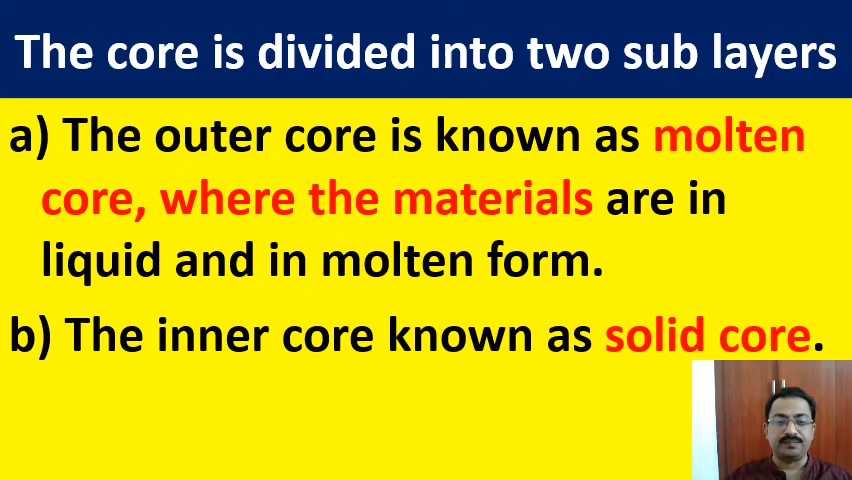 The core is divided into two sub layers
a) The outer core is known as molten
core, where the materials are in
liquid and in molten form.
b) The inner core known as solid core.